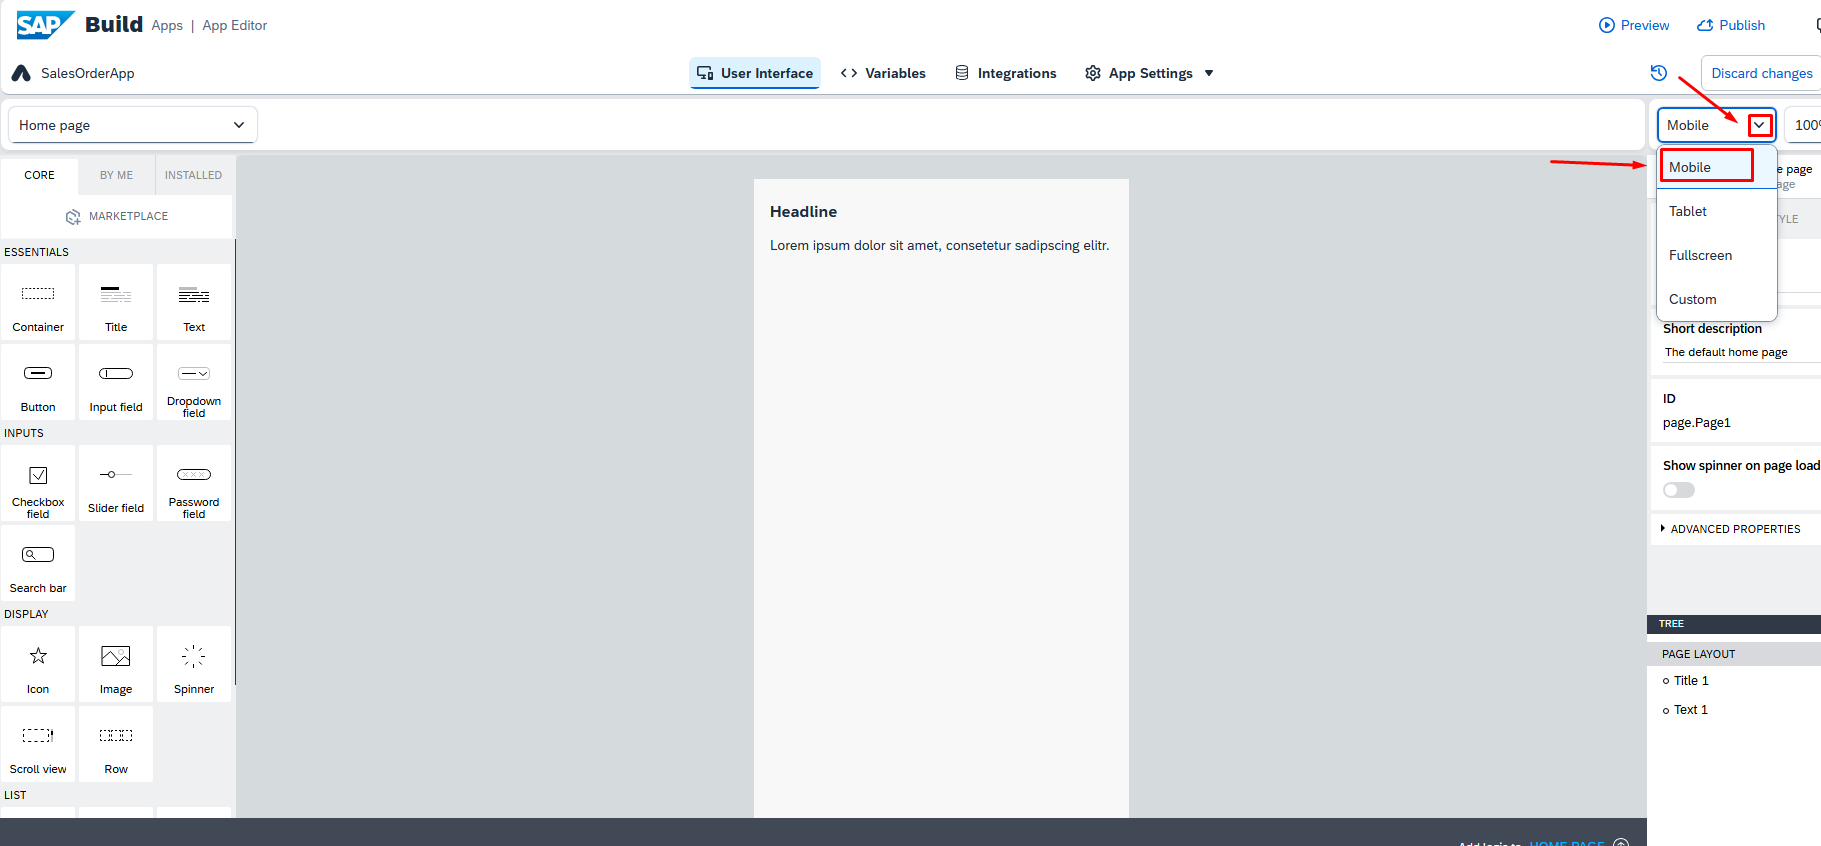 SAP Build Apps | App Editor
Preview
Publish
SalesOrderApp
User Interface
Variables
Integrations
App Settings
Discard changes
Home page
Mobile
100%
Mobile
Tablet
Fullscreen
Custom
e page
age
YLE
CORE
BY ME
INSTALLED
MARKETPLACE
ESSENTIALS
Container
Title
Text
Button
Input field
Dropdown
field
INPUTS
Checkbox
field
Slider field
Password
field
Search bar
DISPLAY
Icon
Image
Spinner
Scroll view
Row
LIST
Headline
Lorem ipsum dolor sit amet, consetetur sadipscing elitr.
Short description
The default home page
ID
page.Page1
Show spinner on page load
ADVANCED PROPERTIES
TREE
PAGE LAYOUT
Title 1
Text 1
Add logic to HOME PAGE